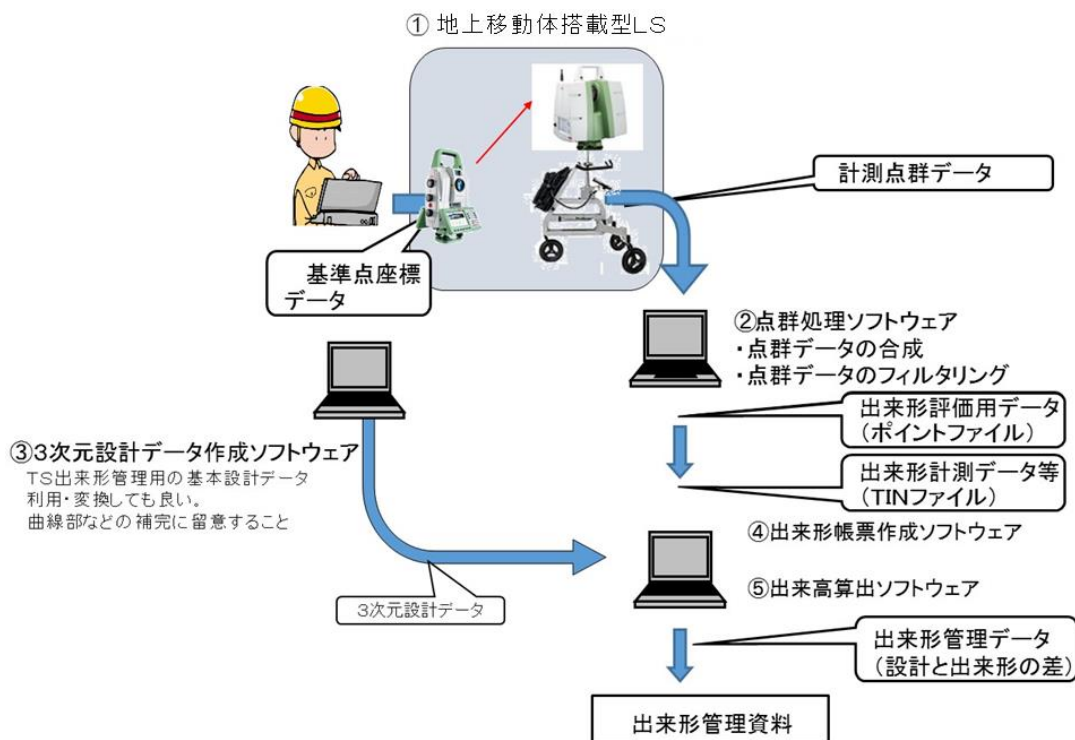 ① 地上移動体搭載型LS
計測点群データ
基準点座標
データ
②点群処理ソフトウェア
・点群データの合成
・点群データのフィルタリング
出来形評価用データ
(ポイントファイル)
③3次元設計データ作成ソフトウェア
TS出来形管理用の基本設計データ
利用・変換しても良い。
曲線部などの補完に留意すること
出来形計測データ等
(TINファイル)
④出来形帳票作成ソフトウェア
⑤出来高算出ソフトウェア
3次元設計データ
出来形管理データ
(設計と出来形の差)
出来形管理資料